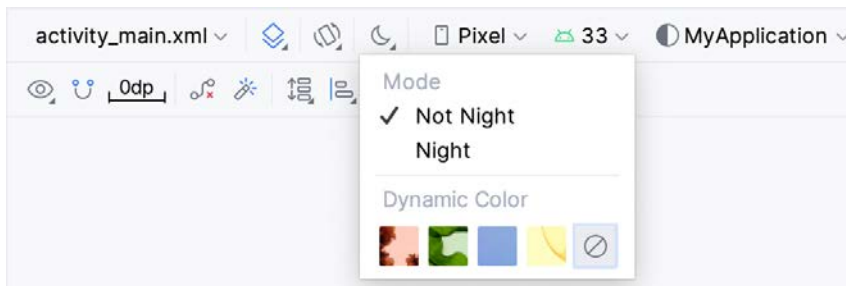 activity_main.xml Pixel 33 MyApplication
0dp
Mode
Not Night
Night
Dynamic Color